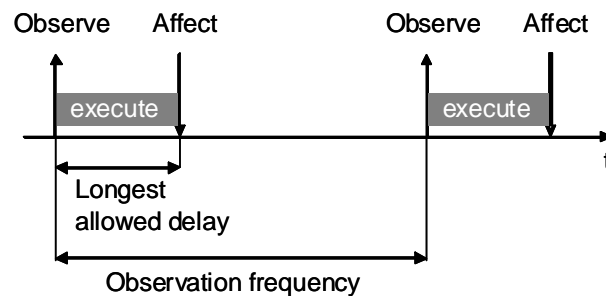 Observe Affect Observe Affect
execute execute
t
Longest
allowed delay
Observation frequency